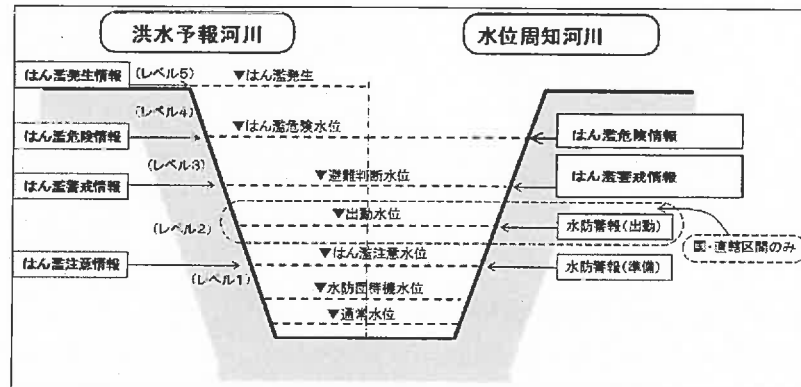 洪水予報河川
水位周知河川
はん濫発生情報
(レベル5)
▼はん濫発生
(レベル4)
はん濫危険情報
▼はん濫危険水位
はん濫危険情報
(レベル3)
はん濫警戒情報
▼避難判断水位
はん濫警戒情報
(レベル2)
▼出動水位
水防警報(出動)
国・直轄区間のみ
はん濫注意情報
▼はん濫注意水位
水防警報(準備)
(レベル1)
▼水防団待機水位
▼通常水位